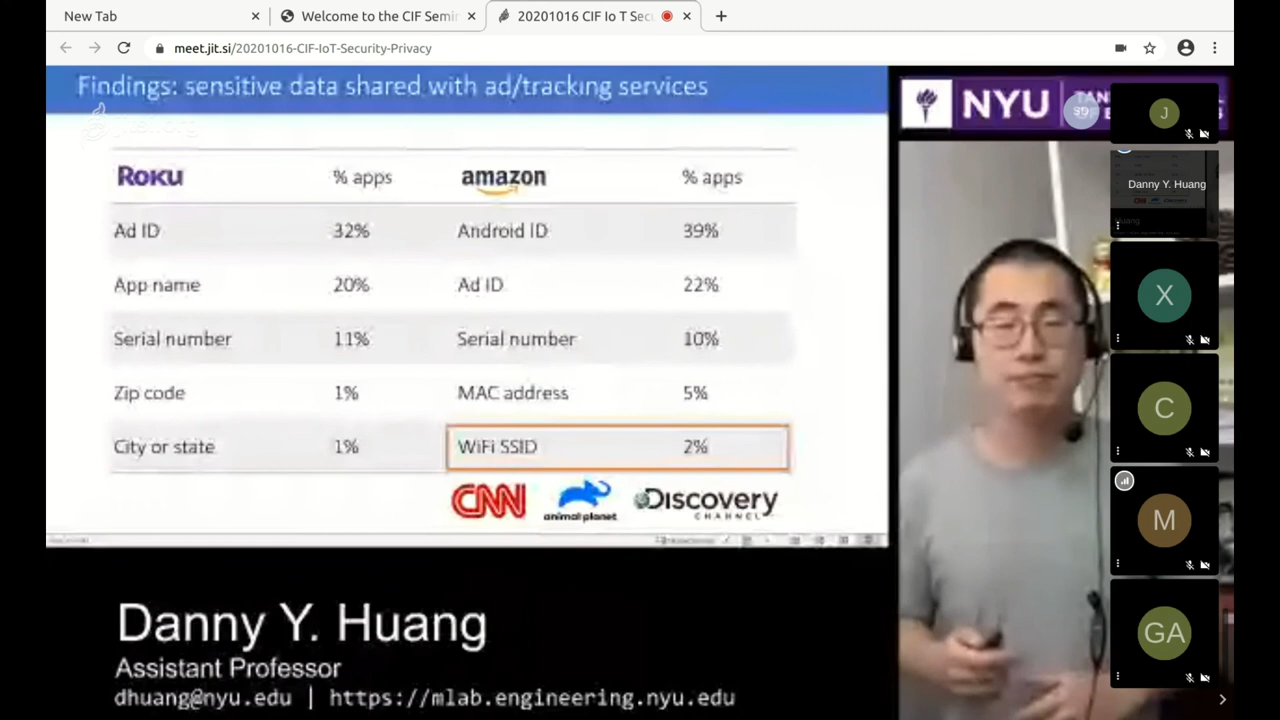 New Tab
Welcome to the CIF Semin
20201016 CIF Io T Secu
meet.jit.si/20201016-CIF-IoT-Security-Privacy
Findings: sensitive data shared with ad/tracking services
NYU
SD
J
Roku % apps amazon % apps
Ad ID 32% Android ID 39%
App name 20% Ad ID 22%
Serial number 11% Serial number 10%
Zip code 1% MAC address 5%
City or state 1% WiFi SSID 2%
CNN animal planet Discovery
CHANNEL
Danny Y. Huang
X
C
M
GA
Danny Y. Huang
Assistant Professor
dhuang@nyu.edu | https://mlab.engineering.nyu.edu